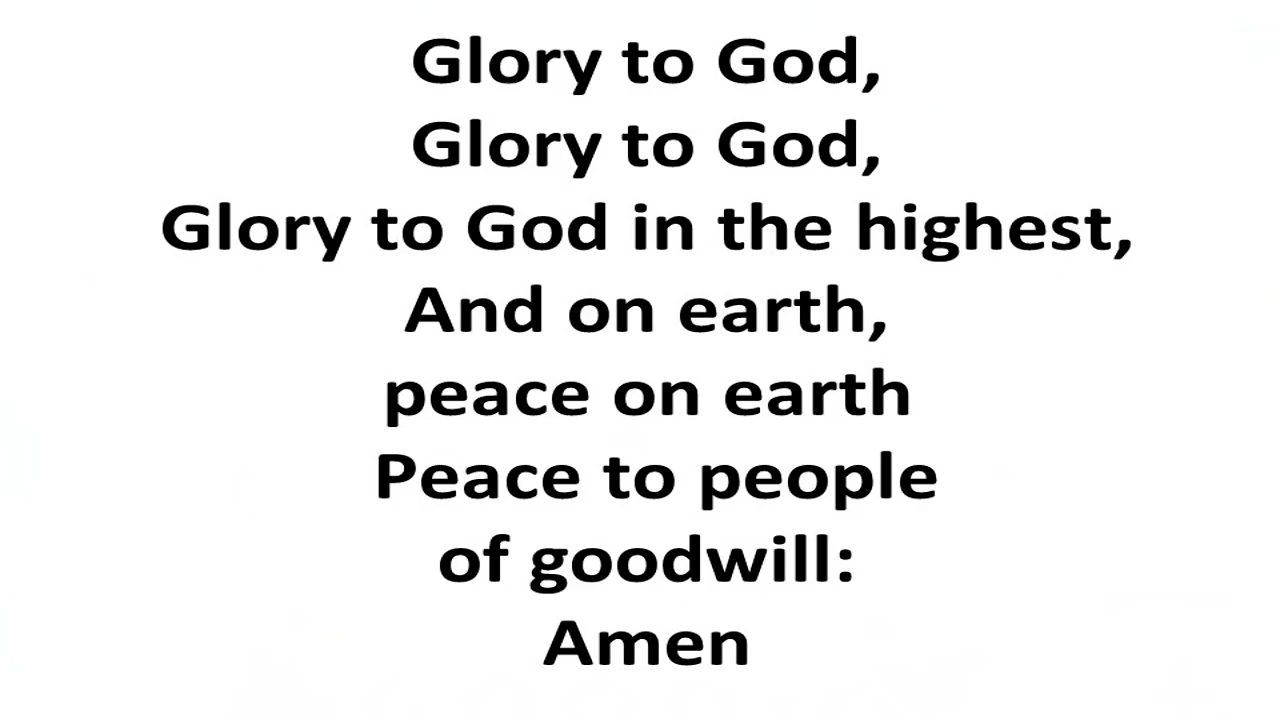 Glory to God,
Glory to God,
Glory to God in the highest,
And on earth,
peace on earth
Peace to people
of goodwill:
Amen